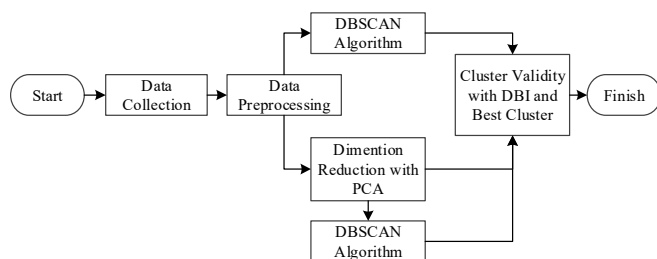 Start
Data
Collection
Data
Preprocessing
DBSCAN
Algorithm
Dimention
Reduction with
PCA
DBSCAN
Algorithm
Cluster Validity
with DBI and
Best Cluster
Finish